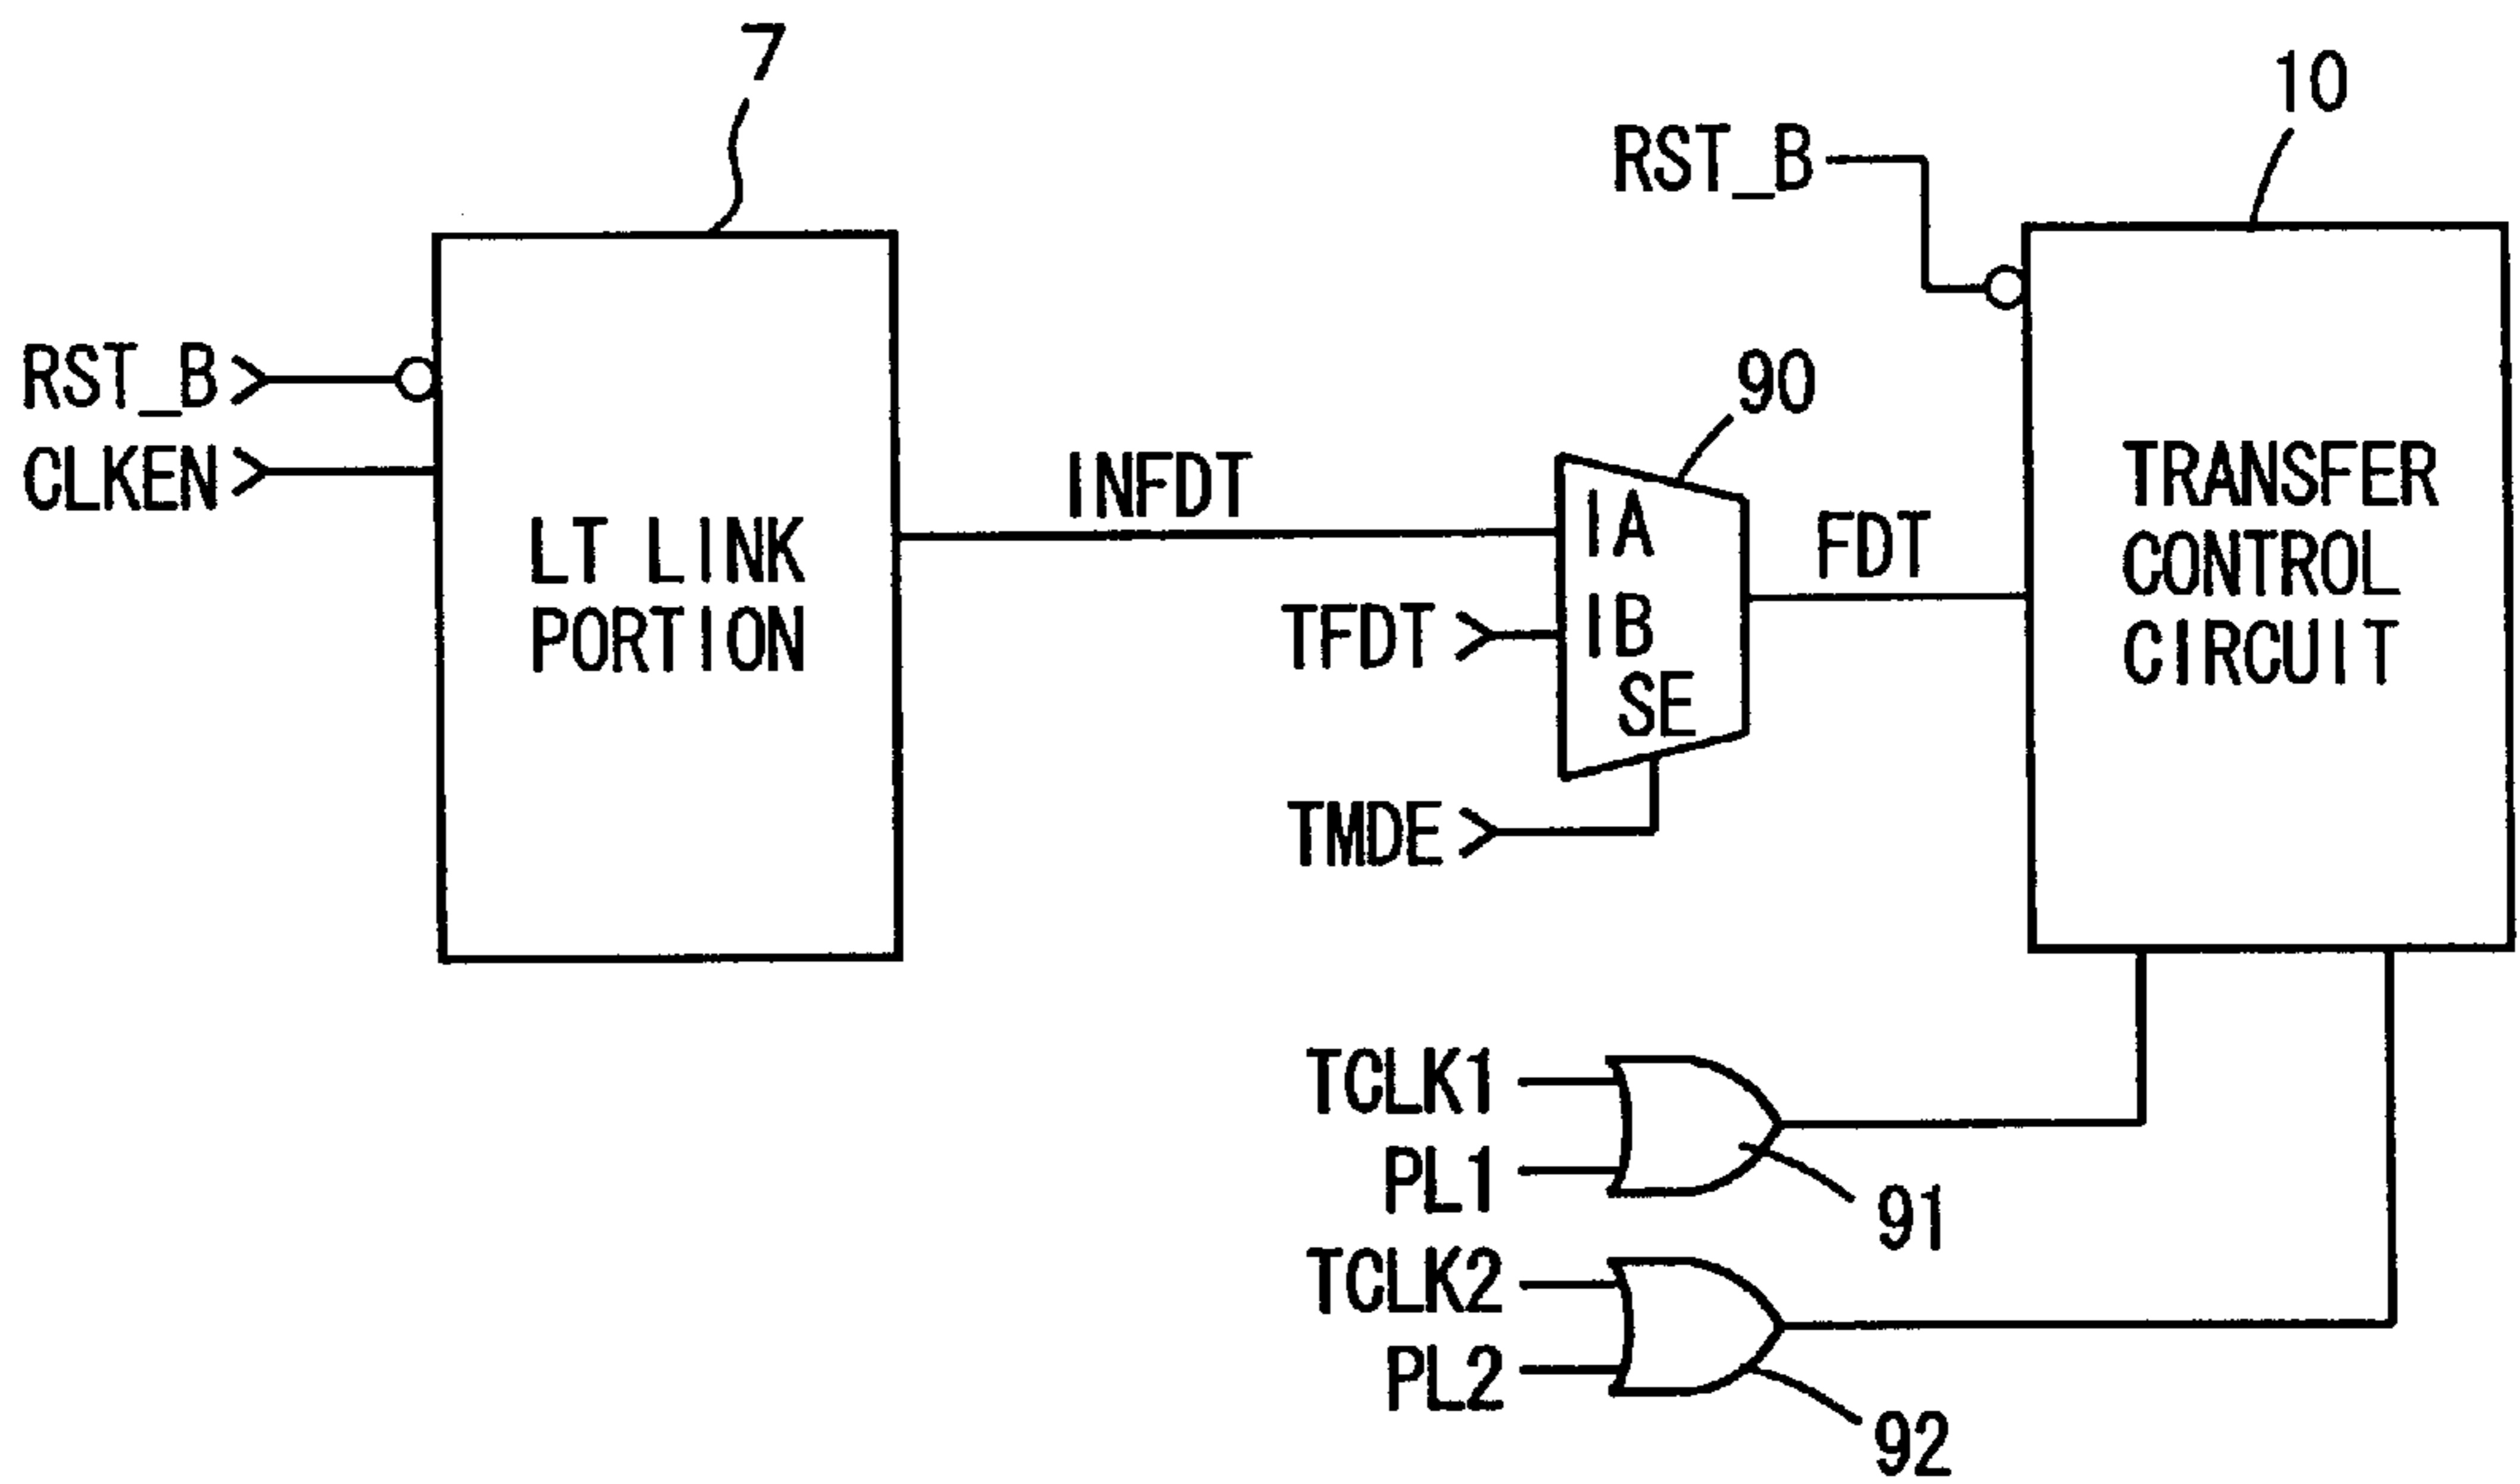 7
10
RST_B
RST_B
CLKEN
LT LINK
PORTION
INFDT
90
IA
IB
SE
TFDT
TMDE
FDT
TRANSFER
CONTROL
CIRCUIT
TCLK1
PL1
91
TCLK2
PL2
92